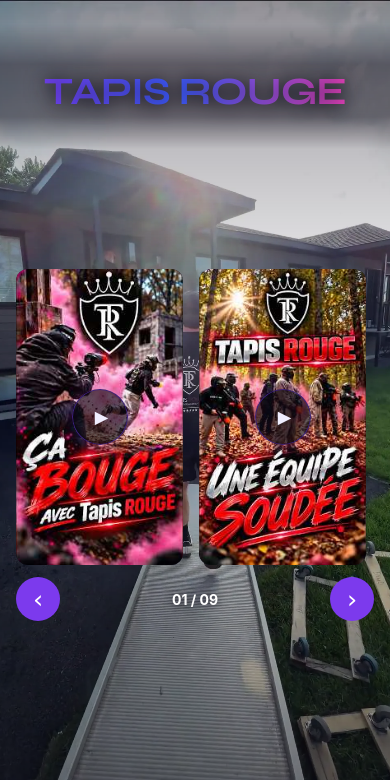 TAPIS ROUGE
TR
ÇA
BOUGE
AVEC Tapis ROUGE
TR
TAPIS ROUGE
UNE ÉQUIPE
SOUDÉE
01 / 09